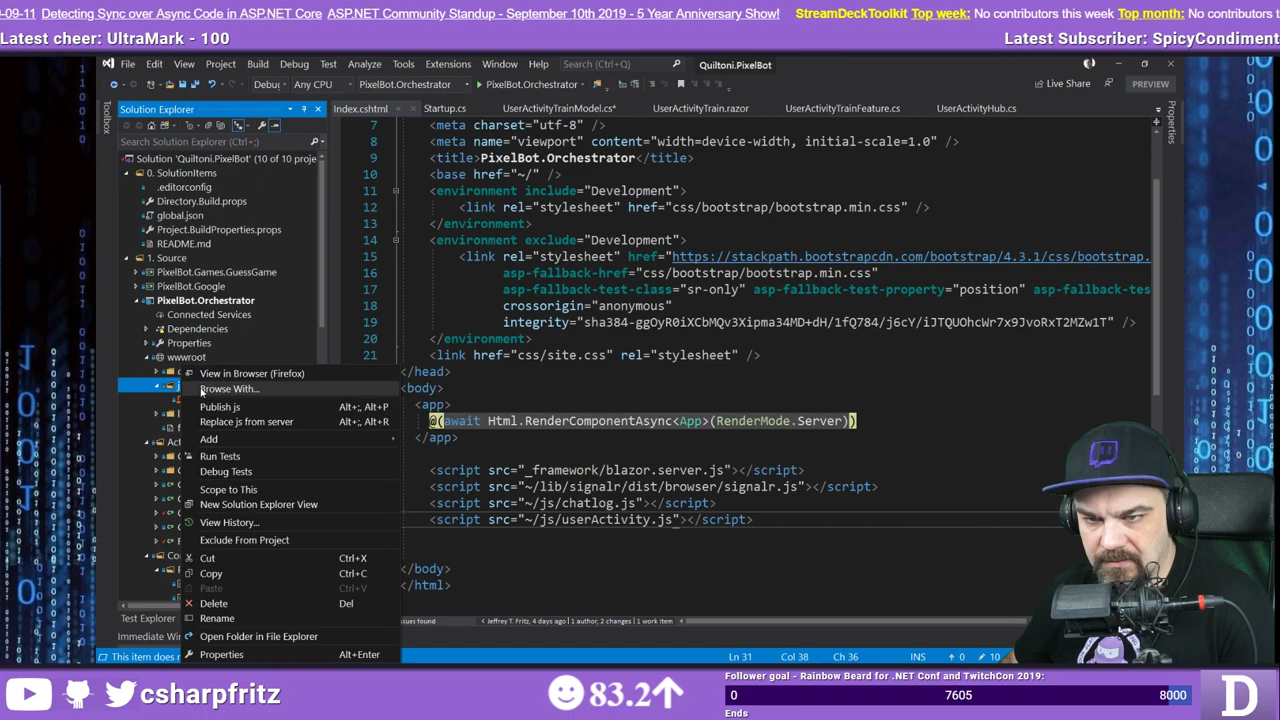 9-09-11 Detecting Sync over Async Code in ASP.NET Core ASP.NET Community Standup - September 10th 2019 - 5 Year Anniversary Show! StreamDeckToolkit Top week: No contributors this week Top month: No contributors t
Latest cheer: UltraMark - 100 Latest Subscriber: SpicyCondiment
File Edit View Project Build Debug Test Analyze Tools Extensions Window Help Search (Ctrl+Q) Quiltoni.PixelBot
Debug Any CPU PixelBot.Orchestrator PixelBot.Orchestrator Live Share PREVIEW
Toolbox
Properties
Solution Explorer
Search Solution Explorer (Ctrl+;)
Solution 'Quiltoni.PixelBot' (10 of 10 proje
0. SolutionItems
.editorconfig
Directory.Build.props
global.json
Project.BuildProperties.props
README.md
1. Source
PixelBot.Games.GuessGame
PixelBot.Google
PixelBot.Orchestrator
Connected Services
Dependencies
Properties
wwwroot
Act
Co
Test Explorer
Immediate Win
This item does
View in Browser (Firefox)
Browse With...
Publish js Alt+;, Alt+P
Replace js from server Alt+;, Alt+R
Add
Run Tests
Debug Tests
Scope to This
New Solution Explorer View
View History...
Exclude From Project
Cut Ctrl+X
Copy Ctrl+C
Paste Ctrl+V
Delete Del
Rename
Open Folder in File Explorer
Properties Alt+Enter
Index.cshtml Startup.cs UserActivityTrainModel.cs* UserActivityTrain.razor UserActivityTrainFeature.cs UserActivityHub.cs
7 <meta charset="utf-8" />
8 <meta name="viewport" content="width=device-width, initial-scale=1.0" />
9 <title>PixelBot.Orchestrator</title>
10 <base href="~/" />
11 <environment include="Development">
12 <link rel="stylesheet" href="css/bootstrap/bootstrap.min.css" />
13 </environment>
14 <environment exclude="Development">
15 <link rel="stylesheet" href="https://stackpath.bootstrapcdn.com/bootstrap/4.3.1/css/bootstrap.
16 asp-fallback-href="css/bootstrap/bootstrap.min.css"
17 asp-fallback-test-class="sr-only" asp-fallback-test-property="position" asp-fallback-tes
18 crossorigin="anonymous"
19 integrity="sha384-ggOyR0iXCbMQv3Xipma34MD+dH/1fQ784/j6cY/iJTQUOhcWr7x9JvoRxT2MZw1T" />
20 </environment>
21 <link href="css/site.css" rel="stylesheet" />
</head>
<body>
<app>
@(await Html.RenderComponentAsync<App>(RenderMode.Server))
</app>
<script src="_framework/blazor.server.js"></script>
<script src="~/lib/signalr/dist/browser/signalr.js"></script>
<script src="~/js/chatlog.js"></script>
<script src="~/js/userActivity.js"></script>
</body>
</html>
ssues found Jeffrey T. Fritz, 4 days ago | 1 author, 2 changes | 1 work item
Ln 31 Col 38 Ch 36 INS 0 10
csharpfritz
83.2
Follower goal - Rainbow Beard for .NET Conf and TwitchCon 2019:
0 7605 8000
Ends
D